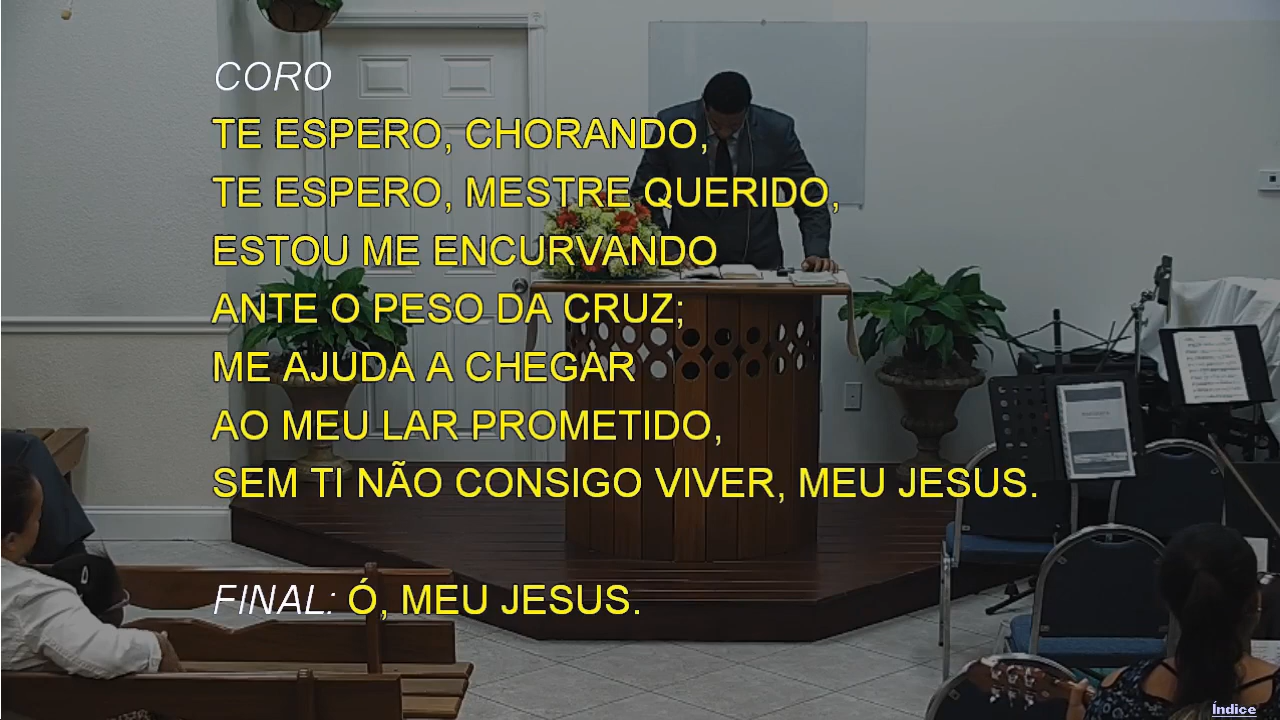 CORO
TE ESPERO, CHORANDO,
TE ESPERO, MESTRE QUERIDO,
ESTOU ME ENCURVANDO
ANTE O PESO DA CRUZ;
ME AJUDA A CHEGAR
AO MEU LAR PROMETIDO,
SEM TI NÃO CONSIGO VIVER, MEU JESUS.
FINAL: Ó, MEU JESUS.
Índice